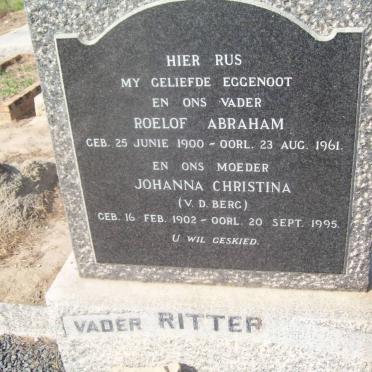 HIER RUS
MY GELIEFDE EGGENOOT
EN ONS VADER
ROELOF ABRAHAM
GEB. 25 JUNIE 1900 - OORL. 23 AUG. 1961.
EN ONS MOEDER
JOHANNA CHRISTINA
(V. D. BERG)
GEB. 16 FEB. 1902 - OORL. 20 SEPT. 1995.
U WIL GESKIED.
VADER RITTER